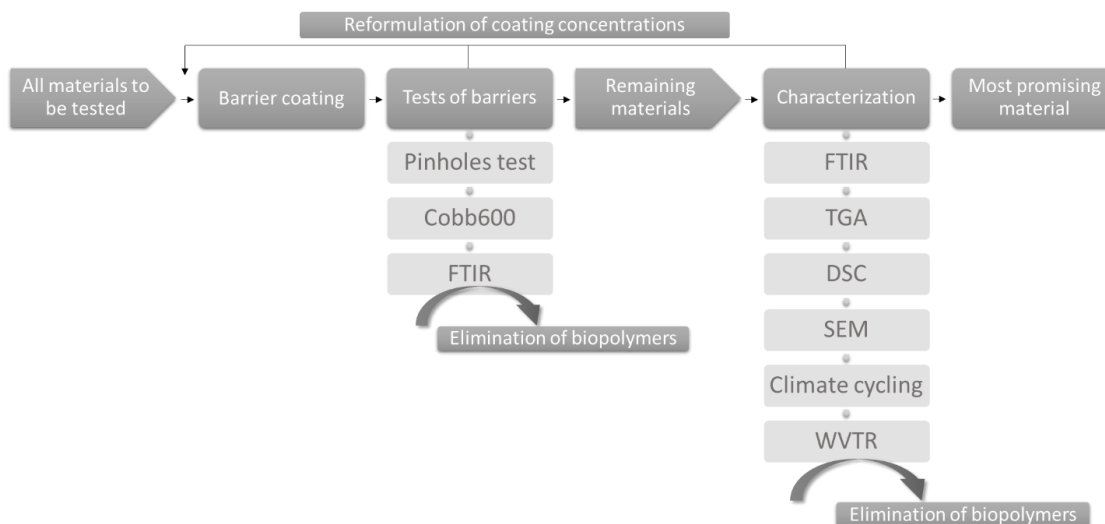 Reformulation of coating concentrations
All materials to
be tested
Barrier coating
Tests of barriers
Remaining
materials
Characterization
Most promising
material
Pinholes test
Cobb600
FTIR
Elimination of biopolymers
FTIR
TGA
DSC
SEM
Climate cycling
WVTR
Elimination of biopolymers